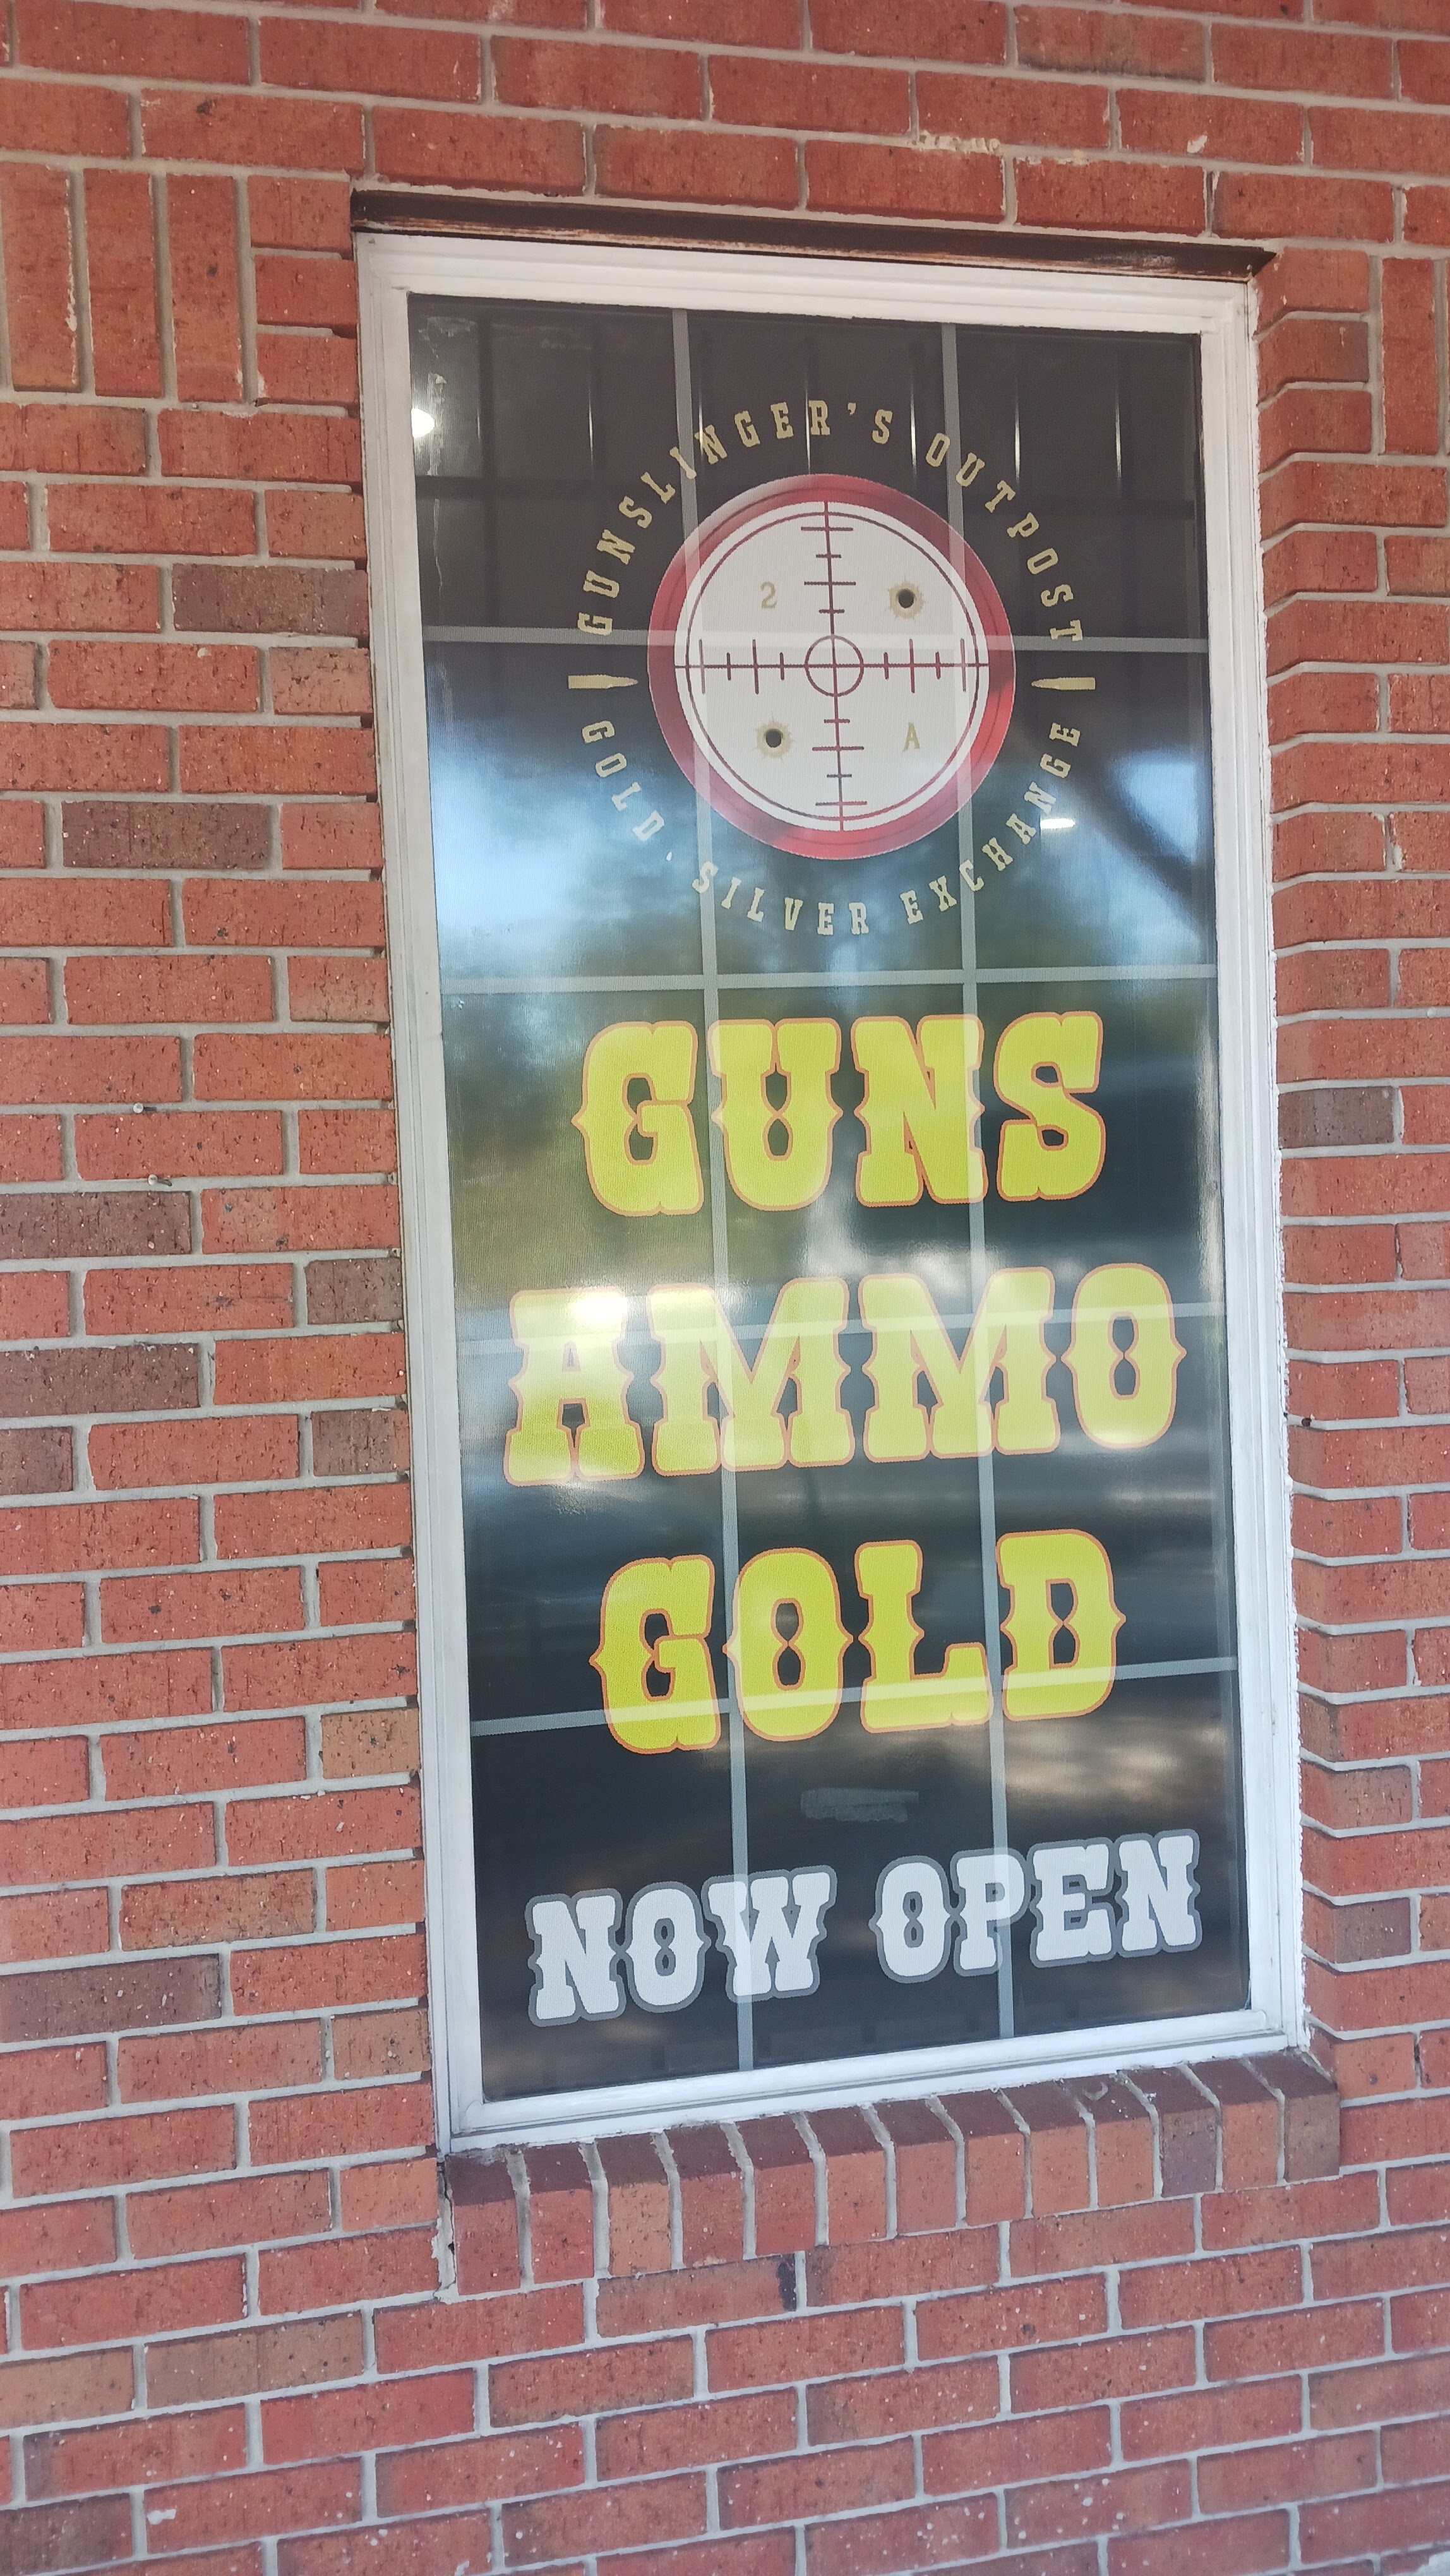 GUNSLINGER'S OUTPOST
2
A
GOLD, SILVER EXCHANGE
GUNS
AMMO
GOLD
NOW OPEN